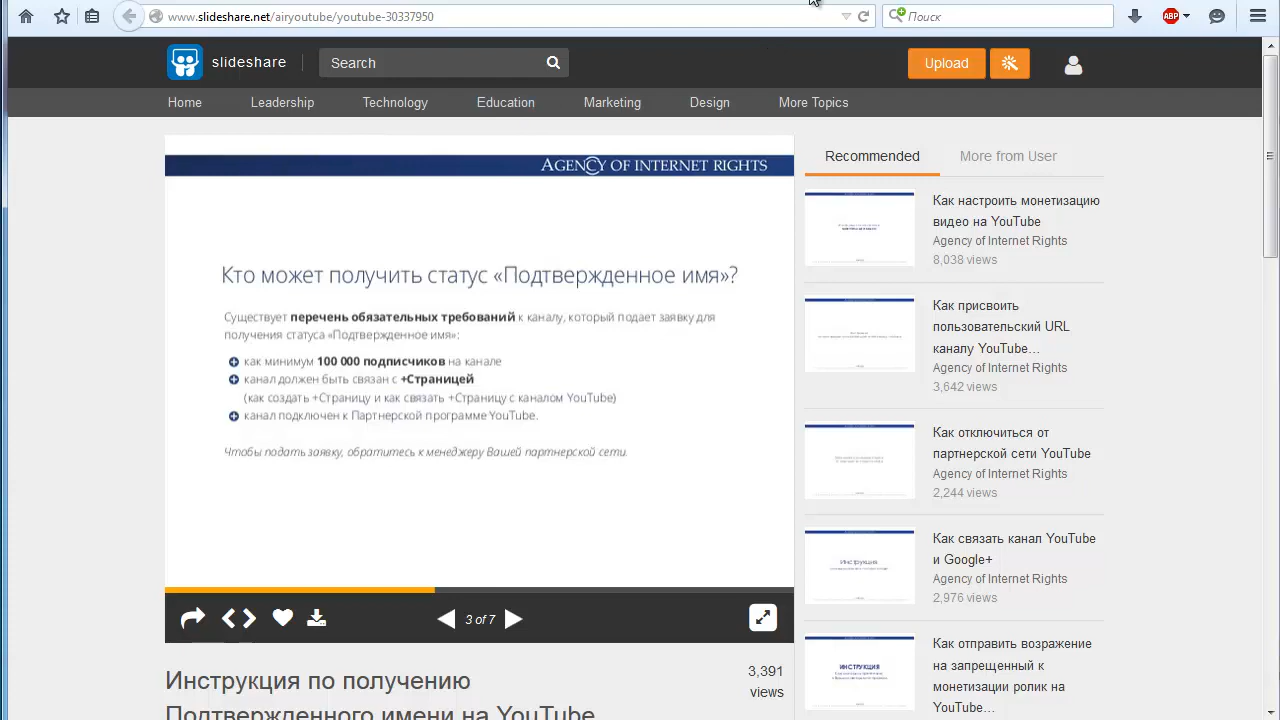 www.slideshare.net/airyoutube/youtube-30337950
Поиск
ABP
slideshare
Search
Upload
Home
Leadership
Technology
Education
Marketing
Design
More Topics
AGENCY OF INTERNET RIGHTS
Кто может получить статус «Подтвержденное имя»?
Существует перечень обязательных требований к каналу, который подает заявку для
получения статуса «Подтвержденное имя»:
как минимум 100 000 подписчиков на канале
канал должен быть связан с +Страницей
(как создать +Страницу и как связать +Страницу с каналом YouTube)
канал подключен к Партнерской программе YouTube.
Чтобы подать заявку, обратитесь к менеджеру Вашей партнерской сети.
3 of 7
Инструкция по получению
Подтвержденного имени на YouTube
3,391
views
Recommended
More from User
Как настроить монетизацию
видео на YouTube
Agency of Internet Rights
8,038 views
Как присвоить
пользовательский URL
каналу YouTube...
Agency of Internet Rights
3,642 views
Как отключиться от
партнерской сети YouTube
Agency of Internet Rights
2,244 views
Инструкция
Как связать канал YouTube
и Google+
Agency of Internet Rights
2,976 views
ИНСТРУКЦИЯ
Как отправить возражение
на запрещенный к
монетизации ролик на
YouTube...